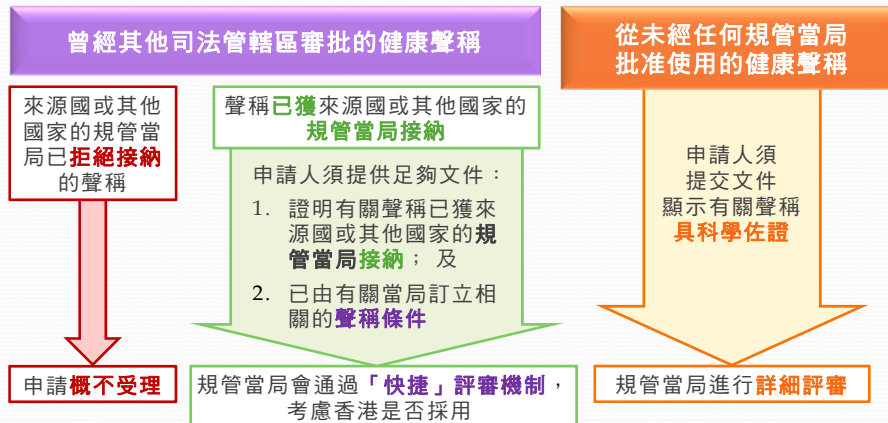 曾經其他司法管轄區審批的健康聲稱
從未經任何規管當局
批准使用的健康聲稱
來源國或其他
國家的規管當
局已拒絕接納
的聲稱
申請概不受理
聲稱已獲來源國或其他國家的
規管當局接納
申請人須提供足夠文件：
1. 證明有關聲稱已獲來
源國或其他國家的規
管當局接納； 及
2. 已由有關當局訂立相
關的聲稱條件
規管當局會通過「快捷」評審機制，
考慮香港是否採用
申請人須
提交文件
顯示有關聲稱
具科學佐證
規管當局進行詳細評審